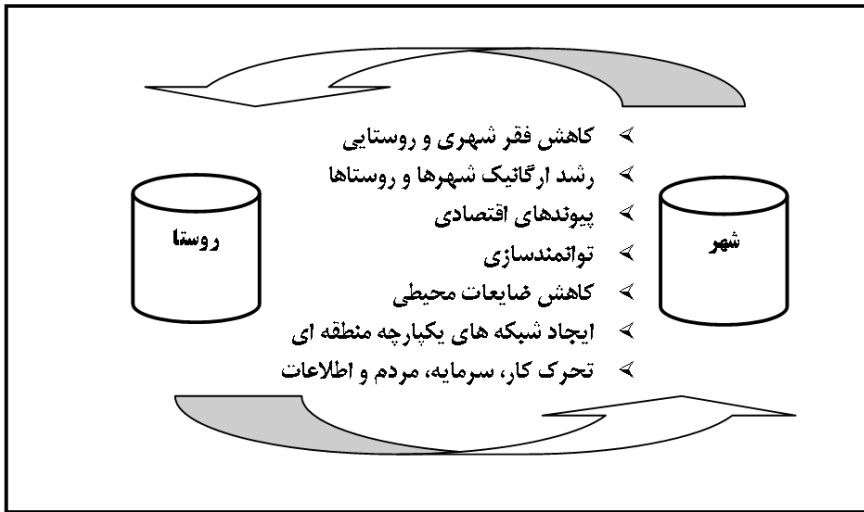 کاهش فقر شهری و روستایی
رشد ارگانیک شهرها و روستاها
پیوندهای اقتصادی
شهر
روستا
توانمندسازی
کاهش ضایعات محیطی
ایجاد شبکه های یکپارچه منطقه ای
تحرک کار، سرمایه، مردم و اطلاعات